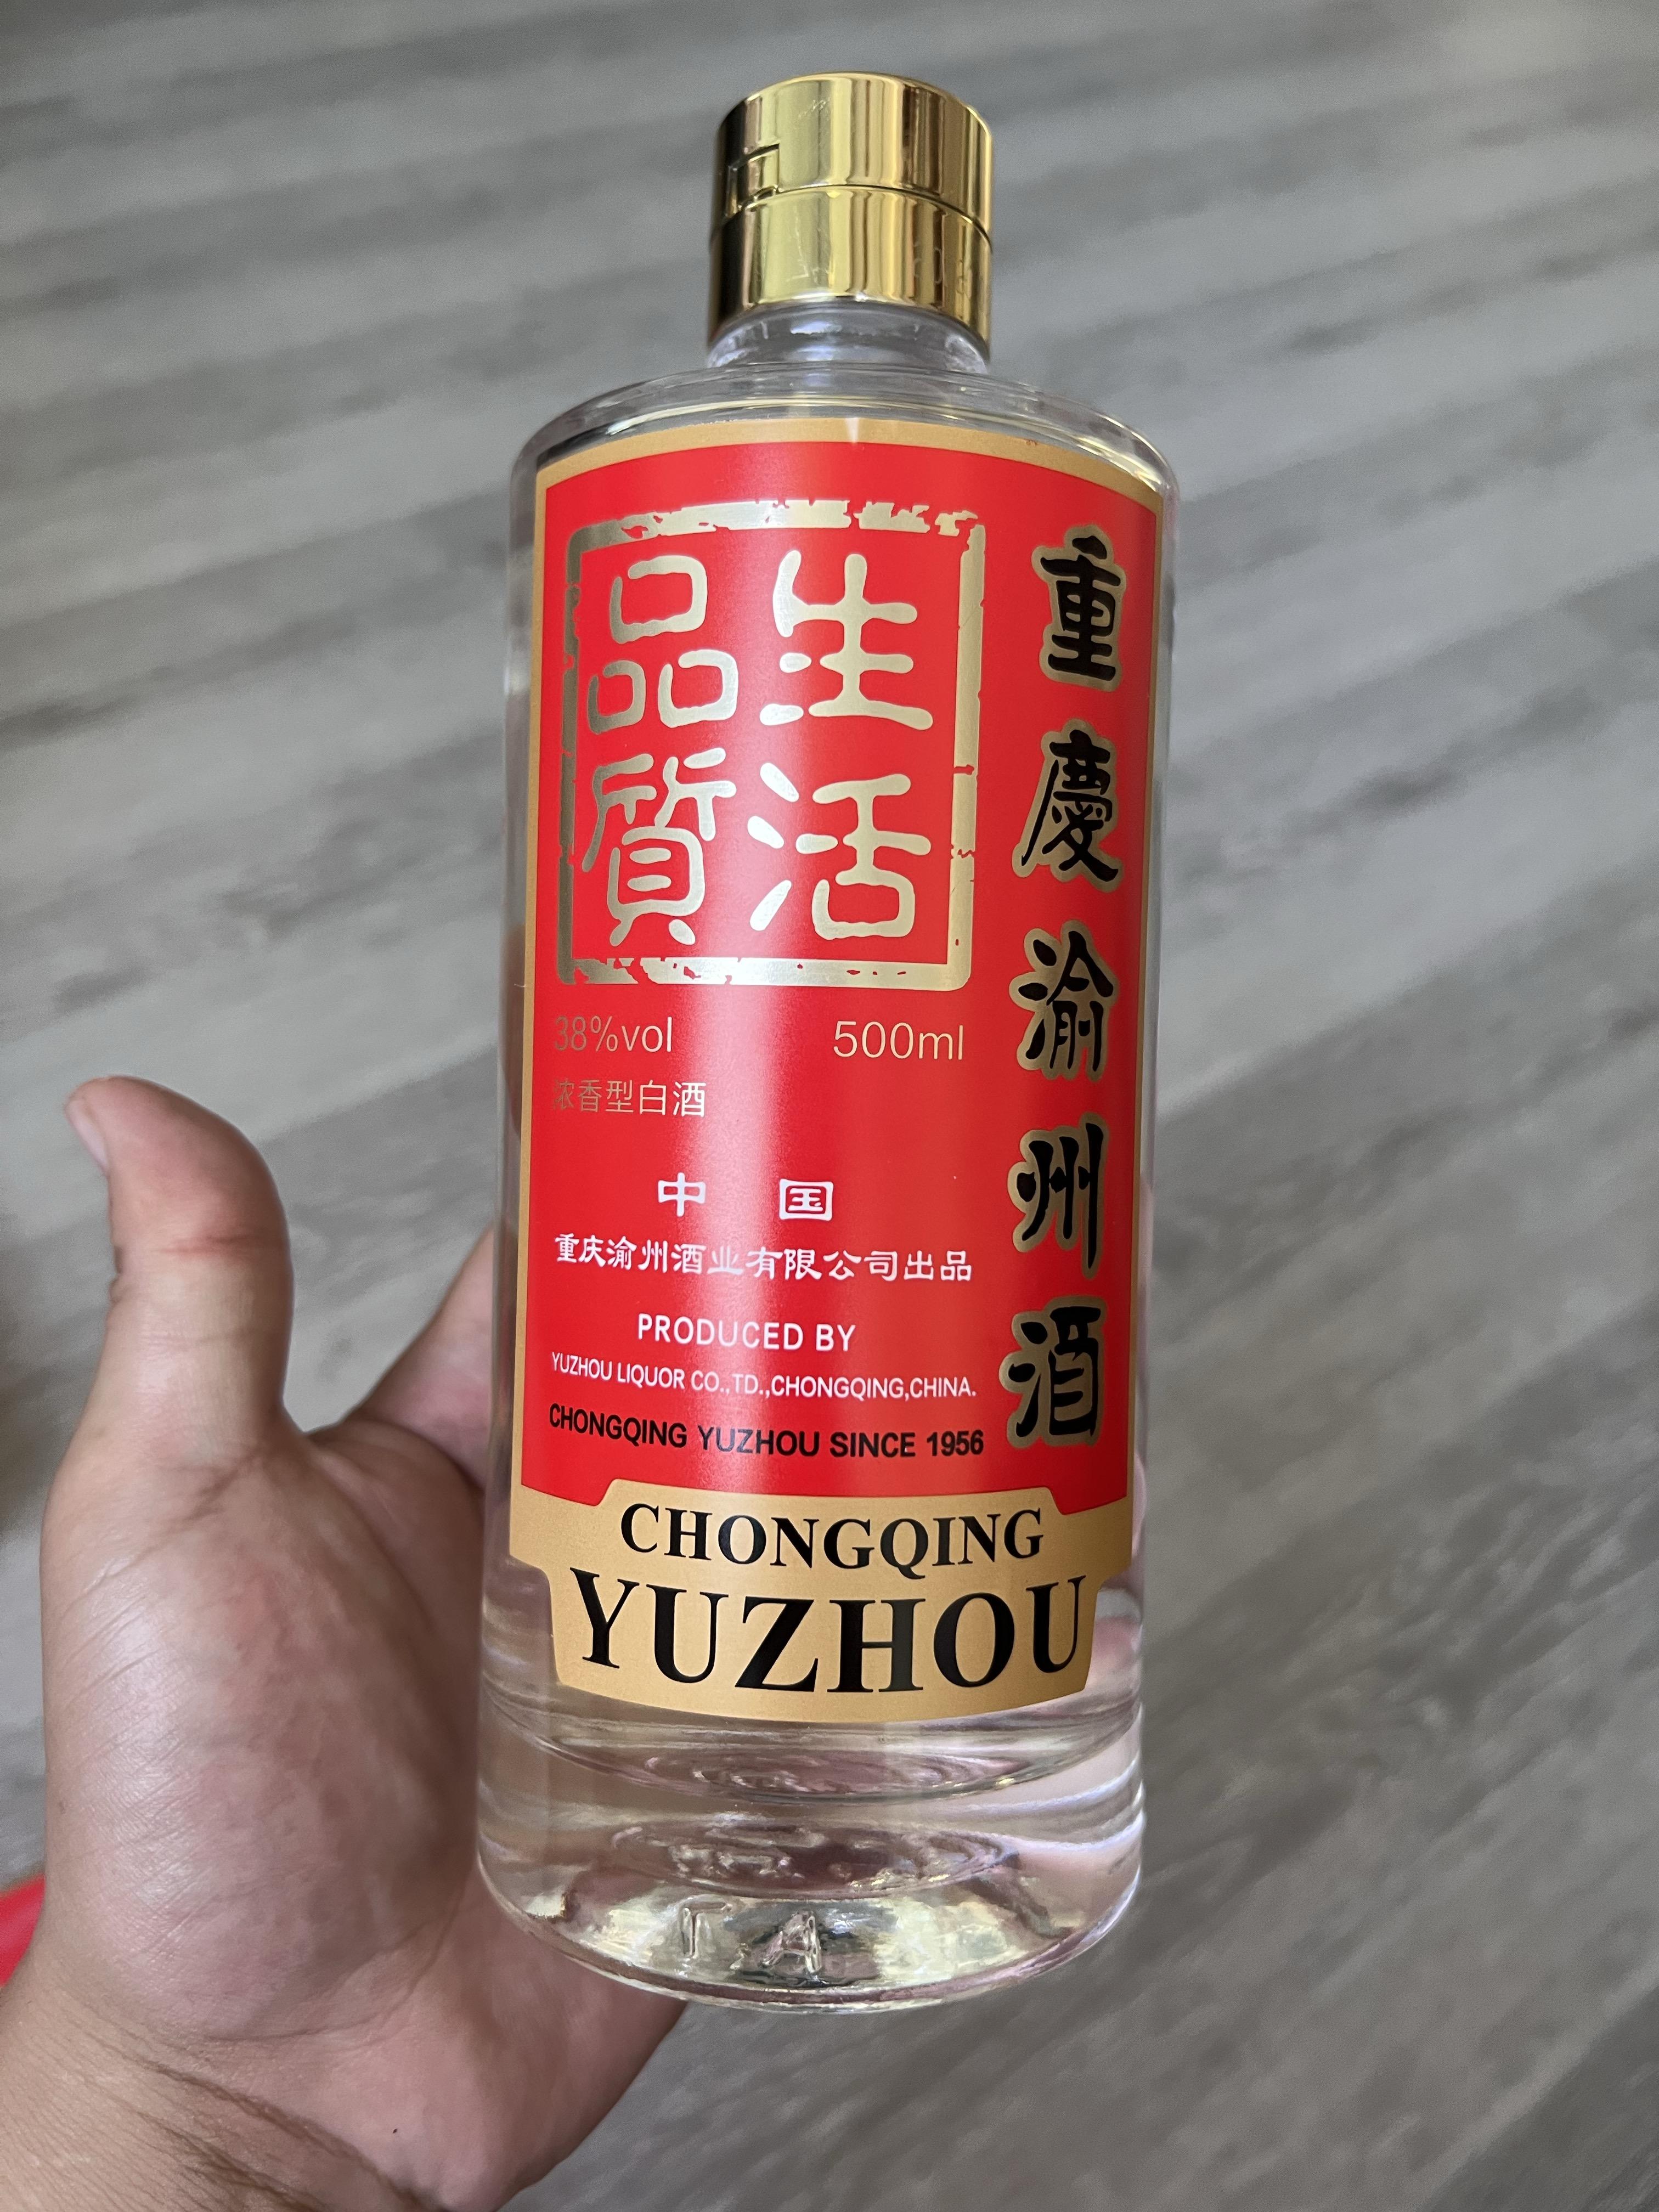 重慶渝州酒
生活
品質
38%vol 500ml
浓香型白酒
中国
重庆渝州酒业有限公司出品
PRODUCED BY
YUZHOU LIQUOR CO.,TD.,CHONGQING,CHINA.
CHONGQING YUZHOU SINCE 1956
CHONGQING
YUZHOU